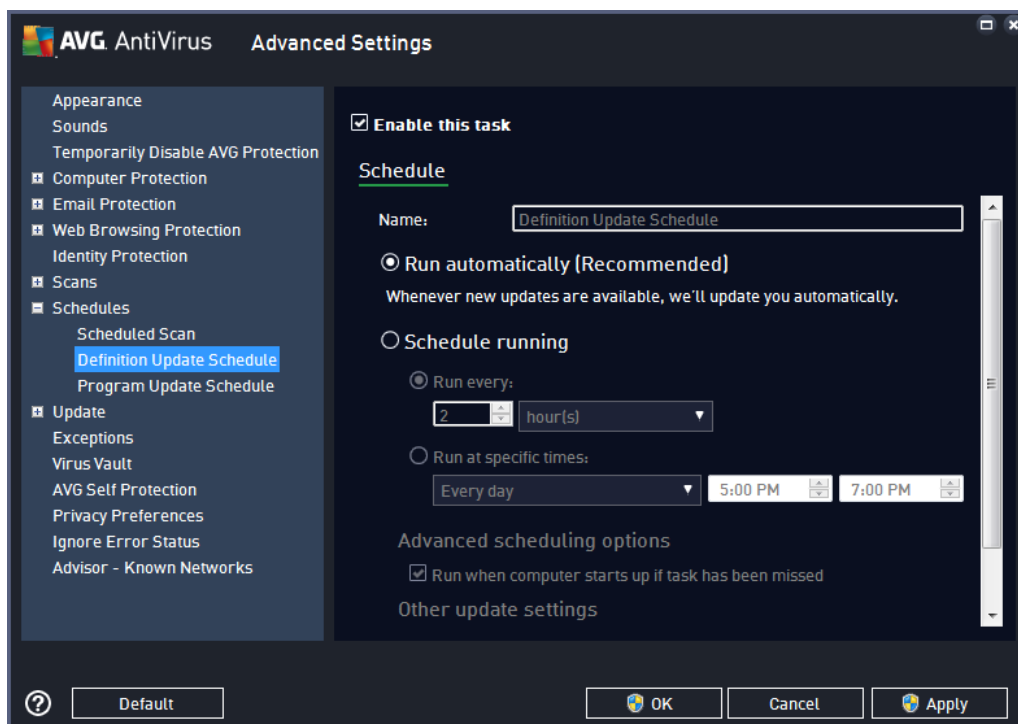 AVG. AntiVirus Advanced Settings
Appearance
Sounds
Temporarily Disable AVG Protection
Computer Protection
Email Protection
Web Browsing Protection
Identity Protection
Scans
Schedules
Scheduled Scan
Definition Update Schedule
Program Update Schedule
Update
Exceptions
Virus Vault
AVG Self Protection
Privacy Preferences
Ignore Error Status
Advisor - Known Networks
Enable this task
Schedule
Name: Definition Update Schedule
Run automatically (Recommended)
Whenever new updates are available, we'll update you automatically.
Schedule running
Run every:
2 hour(s)
Run at specific times:
Every day 5:00 PM 7:00 PM
Advanced scheduling options
Run when computer starts up if task has been missed
Other update settings
? Default OK Cancel Apply